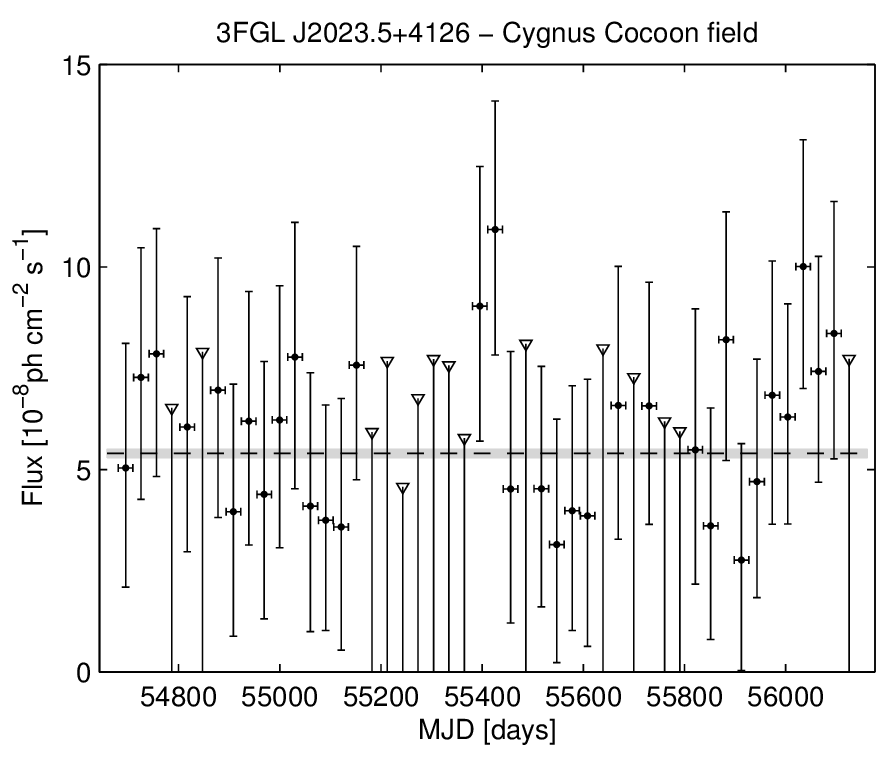 3FGL J2023.5+4126 − Cygnus Cocoon field
15
10
5
0
Flux [10⁻⁸ph cm⁻² s⁻¹]
54800 55000 55200 55400 55600 55800 56000
MJD [days]